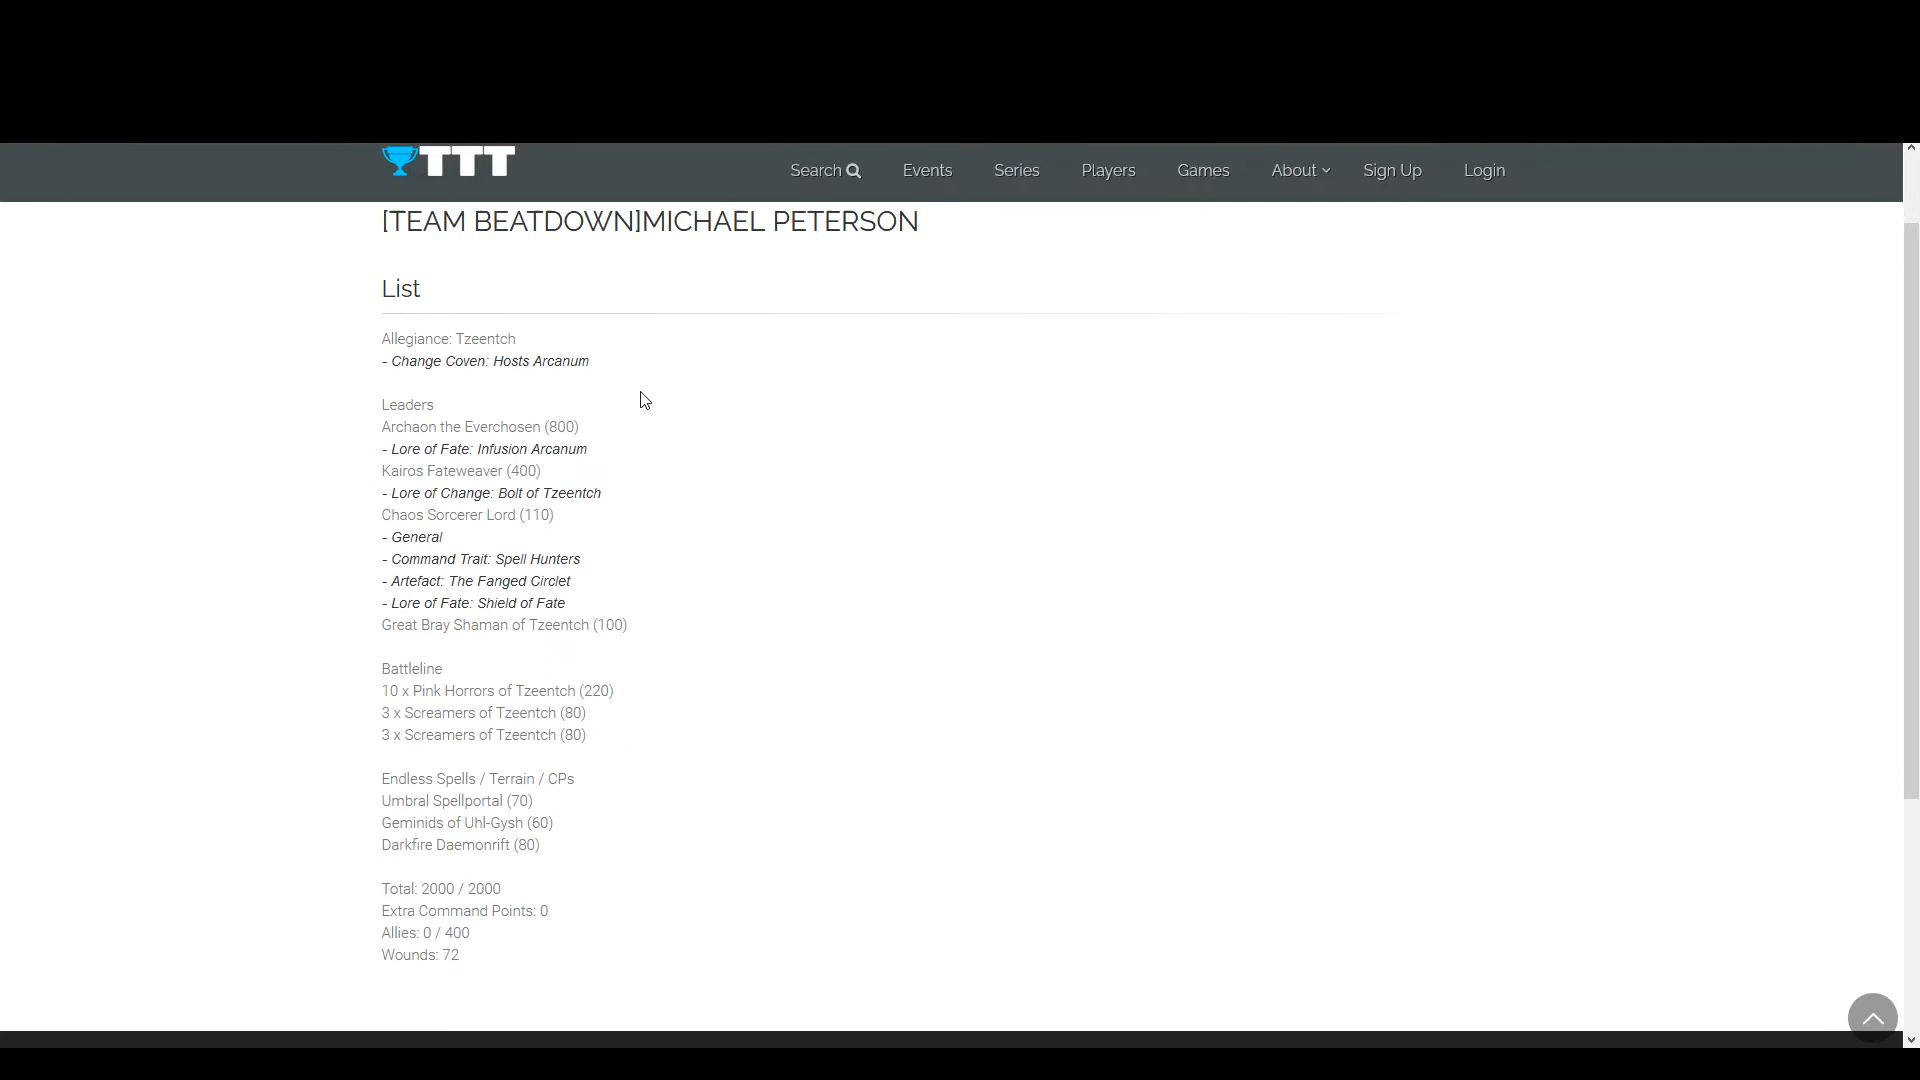 TTT
Search Events Series Players Games About Sign Up Login
[TEAM BEATDOWN]MICHAEL PETERSON
List
Allegiance: Tzeentch
- Change Coven: Hosts Arcanum
Leaders
Archaon the Everchosen (800)
- Lore of Fate: Infusion Arcanum
Kairos Fateweaver (400)
- Lore of Change: Bolt of Tzeentch
Chaos Sorcerer Lord (110)
- General
- Command Trait: Spell Hunters
- Artefact: The Fanged Circlet
- Lore of Fate: Shield of Fate
Great Bray Shaman of Tzeentch (100)
Battleline
10 x Pink Horrors of Tzeentch (220)
3 x Screamers of Tzeentch (80)
3 x Screamers of Tzeentch (80)
Endless Spells / Terrain / CPs
Umbral Spellportal (70)
Geminids of Uhl-Gysh (60)
Darkfire Daemonrift (80)
Total: 2000 / 2000
Extra Command Points: 0
Allies: 0 / 400
Wounds: 72